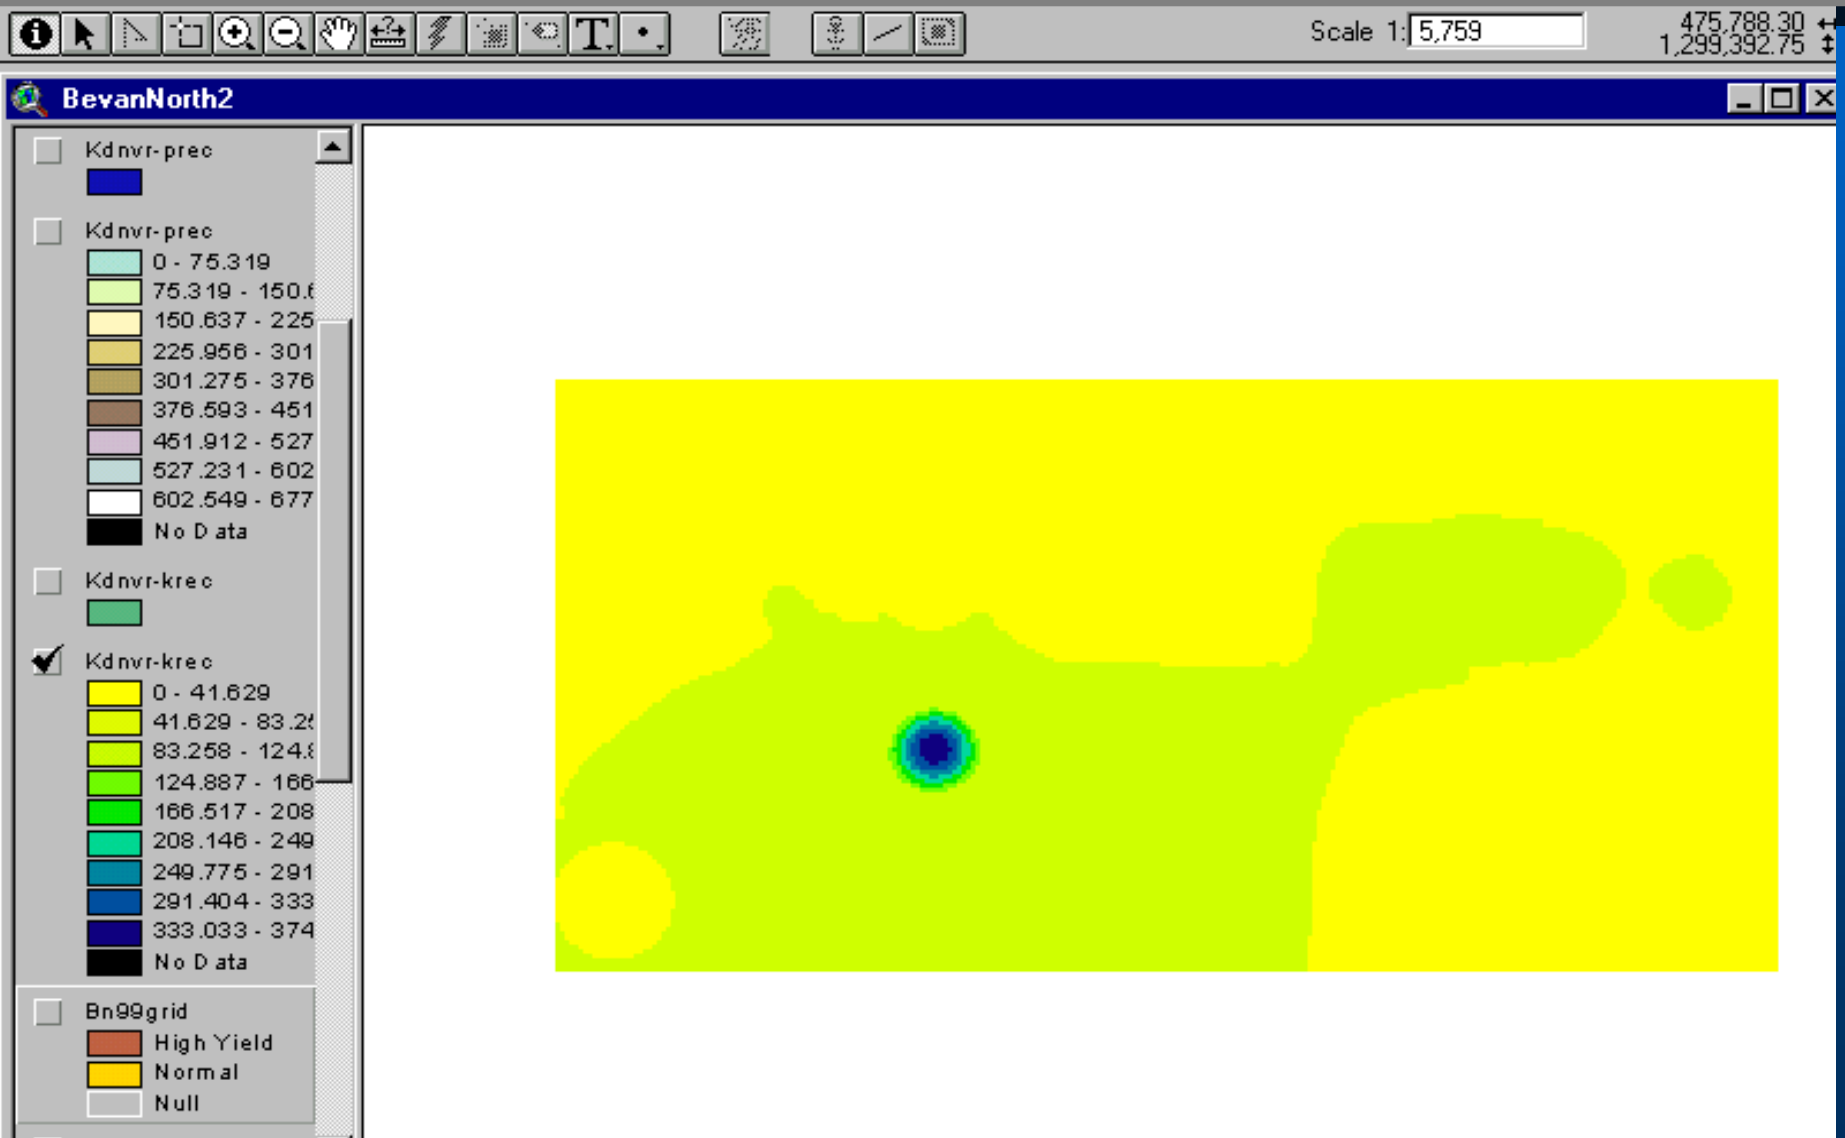 Scale 1: 5,759
475,788.30
1,299,392.75
BevanNorth2
Kdnvr-prec
Kdnvr-prec
0 - 75.319
75.319 - 150.6
150.637 - 225
225.956 - 301
301.275 - 376
376.593 - 451
451.912 - 527
527.231 - 602
602.549 - 677
No Data
Kdnvr-krec
Kdnvr-krec
0 - 41.629
41.629 - 83.25
83.258 - 124.8
124.887 - 166
166.517 - 208
208.146 - 249
249.775 - 291
291.404 - 333
333.033 - 374
No Data
Bn99grid
High Yield
Normal
Null